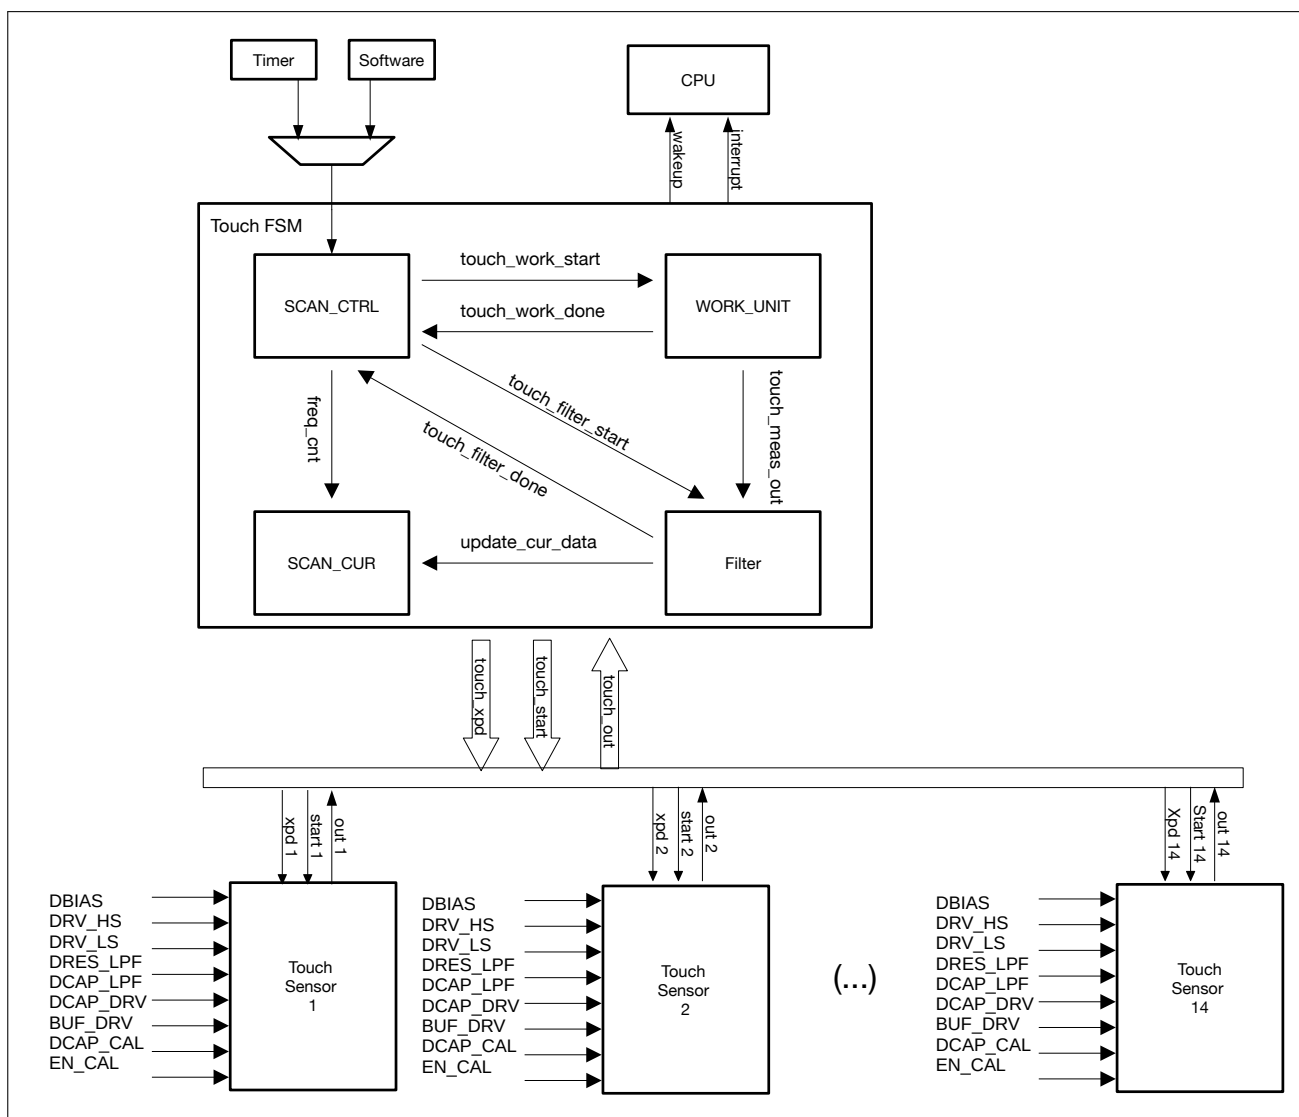 Timer
Software
CPU
wakeup
interrupt
Touch FSM
SCAN_CTRL
touch_work_start
touch_work_done
WORK_UNIT
freq_cnt
touch_filter_start
touch_filter_done
touch_meas_out
SCAN_CUR
update_cur_data
Filter
touch_xpd
touch_start
touch_out
xpd 1
start 1
out 1
xpd 2
start 2
out 2
Xpd 14
Start 14
out 14
DBIAS
DRV_HS
DRV_LS
DRES_LPF
DCAP_LPF
DCAP_DRV
BUF_DRV
DCAP_CAL
EN_CAL
Touch
Sensor
1
DBIAS
DRV_HS
DRV_LS
DRES_LPF
DCAP_LPF
DCAP_DRV
BUF_DRV
DCAP_CAL
EN_CAL
Touch
Sensor
2
(...)
DBIAS
DRV_HS
DRV_LS
DRES_LPF
DCAP_LPF
DCAP_DRV
BUF_DRV
DCAP_CAL
EN_CAL
Touch
Sensor
14